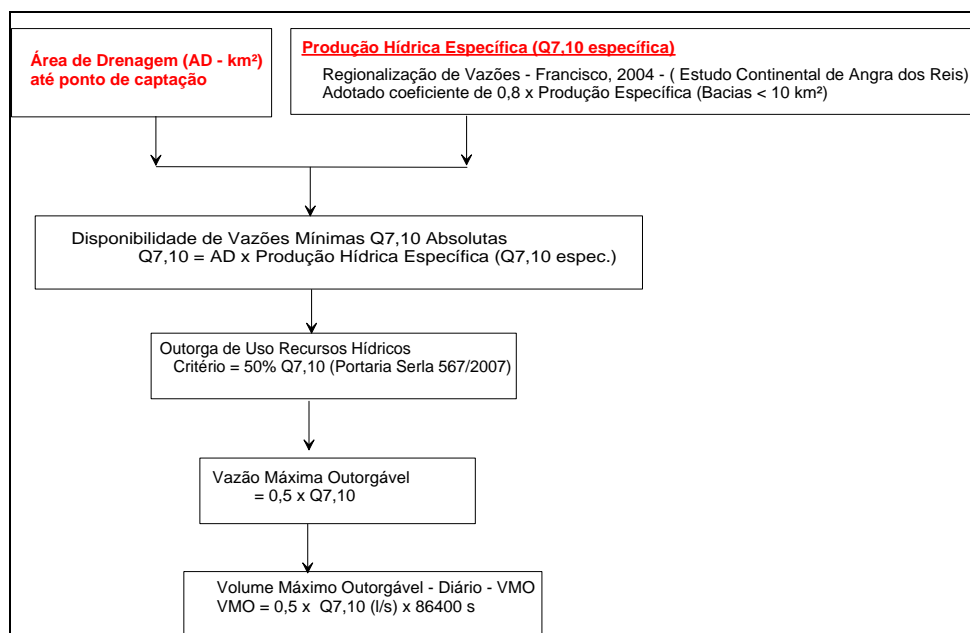 Área de Drenagem (AD - km²)
até ponto de captação
Produção Hídrica Específica (Q7,10 específica)
Regionalização de Vazões - Francisco, 2004 - ( Estudo Continental de Angra dos Reis)
Adotado coeficiente de 0,8 x Produção Específica (Bacias < 10 km²)
Disponibilidade de Vazões Mínimas Q7,10 Absolutas
Q7,10 = AD x Produção Hídrica Específica (Q7,10 espec.)
Outorga de Uso Recursos Hídricos
Critério = 50% Q7,10 (Portaria Serla 567/2007)
Vazão Máxima Outorgável
= 0,5 x Q7,10
Volume Máximo Outorgável - Diário - VMO
VMO = 0,5 x Q7,10 (l/s) x 86400 s